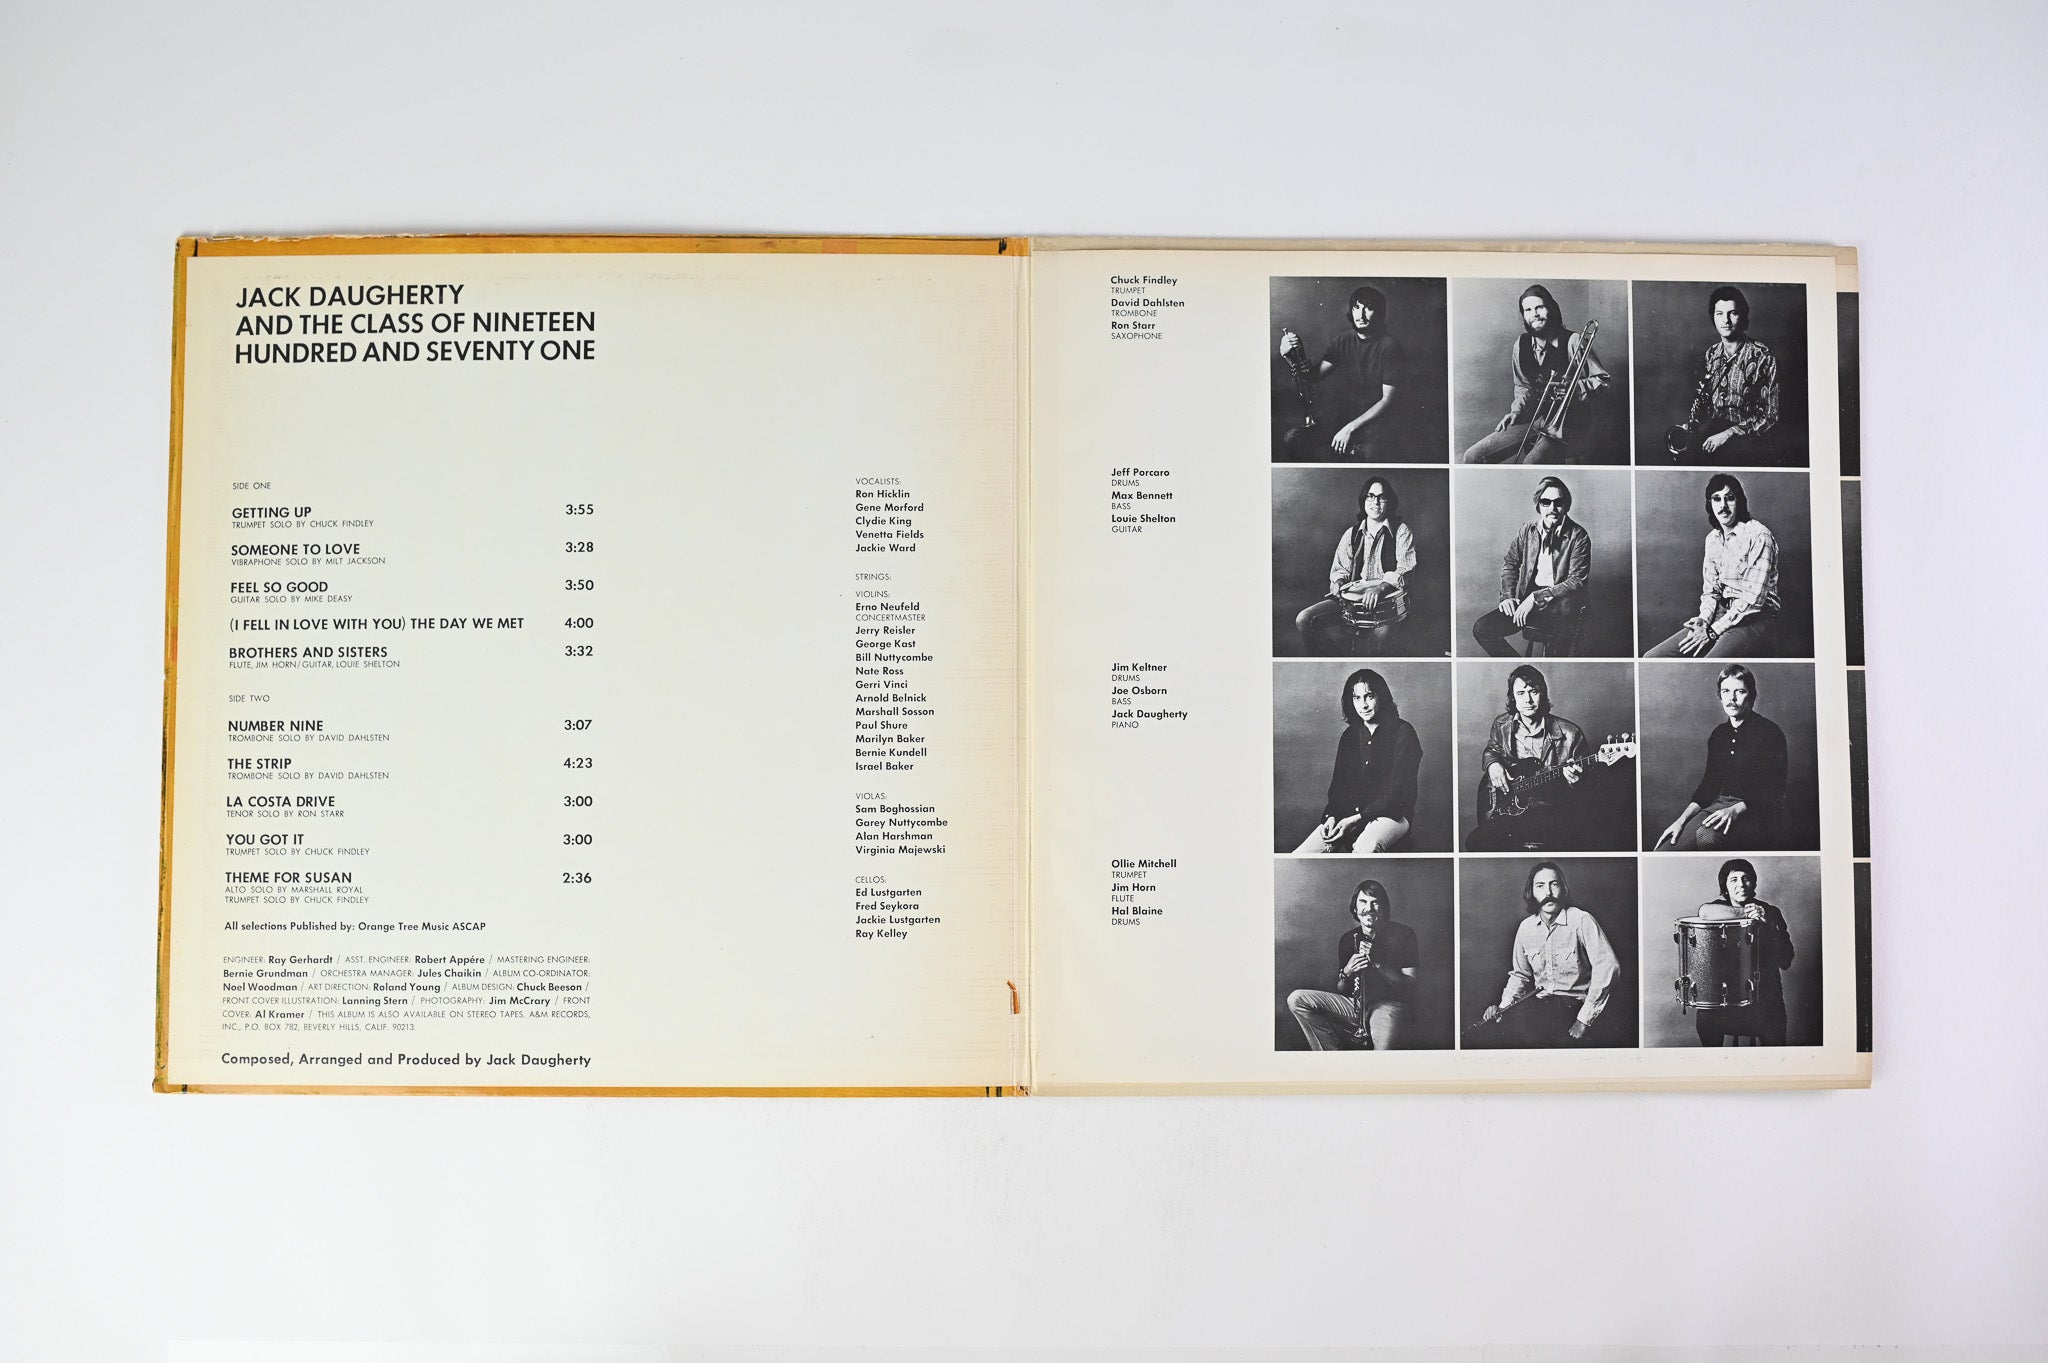 JACK DAUGHERTY
AND THE CLASS OF NINETEEN
HUNDRED AND SEVENTY ONE
SIDE ONE
GETTING UP 3:55
TRUMPET SOLO BY CHUCK FINDLEY
SOMEONE TO LOVE 3:28
VIBRAPHONE SOLO BY MILT JACKSON
FEEL SO GOOD 3:50
GUITAR SOLO BY MIKE DEASY
(I FELL IN LOVE WITH YOU) THE DAY WE MET 4:00
BROTHERS AND SISTERS 3:32
FLUTE, JIM HORN/GUITAR, LOUIE SHELTON
SIDE TWO
NUMBER NINE 3:07
TROMBONE SOLO BY DAVID DAHLSTEN
THE STRIP 4:23
TROMBONE SOLO BY DAVID DAHLSTEN
LA COSTA DRIVE 3:00
TENOR SOLO BY RON STARR
YOU GOT IT 3:00
TRUMPET SOLO BY CHUCK FINDLEY
THEME FOR SUSAN 2:36
ALTO SOLO BY MARSHALL ROYAL
TRUMPET SOLO BY CHUCK FINDLEY
All selections Published by: Orange Tree Music ASCAP
ENGINEER: Ray Gerhardt / ASST. ENGINEER: Robert Appére / MASTERING ENGINEER:
Bernie Grundman / ORCHESTRA MANAGER: Jules Chaikin / ALBUM CO-ORDINATOR:
Noel Woodman / ART DIRECTION: Roland Young / ALBUM DESIGN: Chuck Beeson /
FRONT COVER ILLUSTRATION: Lanning Stern / PHOTOGRAPHY: Jim McCrary / FRONT
COVER: Al Kramer / THIS ALBUM IS ALSO AVAILABLE ON STEREO TAPES. A&M RECORDS,
INC., P.O. BOX 782, BEVERLY HILLS, CALIF. 90213.
Composed, Arranged and Produced by Jack Daugherty
VOCALISTS:
Ron Hicklin
Gene Morford
Clydie King
Venetta Fields
Jackie Ward
STRINGS:
VIOLINS:
Erno Neufeld
CONCERTMASTER
Jerry Reisler
George Kast
Bill Nuttycombe
Nate Ross
Gerri Vinci
Arnold Belnick
Marshall Sosson
Paul Shure
Marilyn Baker
Bernie Kundell
Israel Baker
VIOLAS:
Sam Boghossian
Garey Nuttycombe
Alan Harshman
Virginia Majewski
CELLOS:
Ed Lustgarten
Fred Seykora
Jackie Lustgarten
Ray Kelley
Chuck Findley
TRUMPET
David Dahlsten
TROMBONE
Ron Starr
SAXOPHONE
Jeff Porcaro
DRUMS
Max Bennett
BASS
Louie Shelton
GUITAR
Jim Keltner
DRUMS
Joe Osborn
BASS
Jack Daugherty
PIANO
Ollie Mitchell
TRUMPET
Jim Horn
FLUTE
Hal Blaine
DRUMS